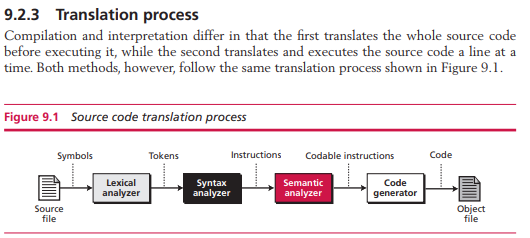 9.2.3 Translation process
Compilation and interpretation differ in that the first translates the whole source code
before executing it, while the second translates and executes the source code a line at a
time. Both methods, however, follow the same translation process shown in Figure 9.1.
Figure 9.1 Source code translation process
Symbols Tokens Instructions Codable instructions Code
Lexical Syntax Semantic Code
analyzer analyzer analyzer generator
Source Object
file file